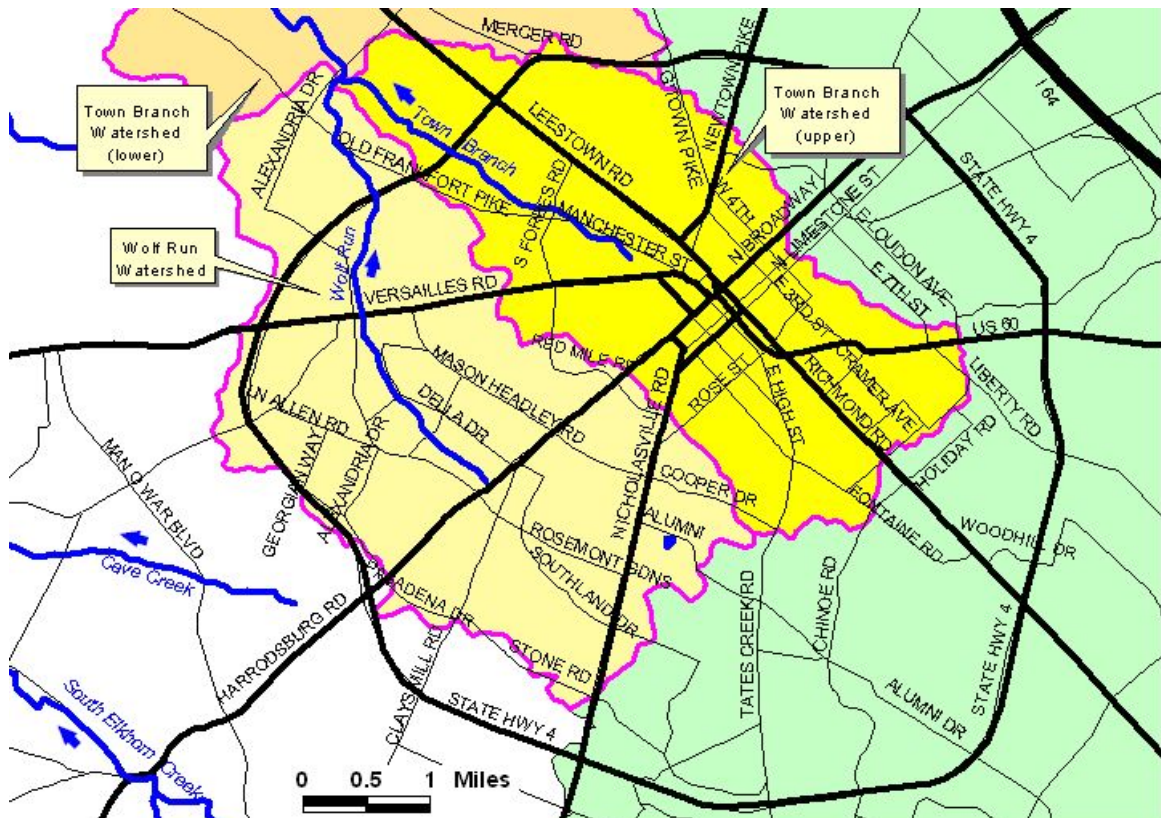 MERCER RD
NEWTOWN PIKE
GTOWN PIKE
I 64
Town Branch
Watershed
(lower)
Town Branch
Watershed
(upper)
ALEXANDRIA DR
LEESTOWN RD
Town Branch
OLD FRANKFORT PIKE
STATE HWY 4
W 4TH
N BROADWAY
N LIMESTONE ST
S FORBES RD
MANCHESTER ST
E LOUDON AVE
E 7TH ST
Wolf Run
Watershed
Wolf Run
VERSAILLES RD
E 3RD ST
US 60
RED MILE RD
CRAMER AVE
RICHMOND RD
LIBERTY RD
MASON HEADLEY RD
ROSE ST
E HIGH ST
DELLA DR
LN ALLEN RD
ALEXANDRIA DR
NICHOLASVILLE RD
HOLIDAY RD
MAN O WAR BLVD
GEORGIAN WAY
COOPER DR
FONTAINE RD
ALUMNI
WOODHILL DR
ROSEMONT GDNS
SOUTHLAND DR
Cave Creek
PASADENA DR
CHINOE RD
TATES CREEK RD
HARRODSBURG RD
STONE RD
CLAYS MILL RD
STATE HWY 4
STATE HWY 4
ALUMNI DR
South Elkhorn Creek
0 0.5 1 Miles